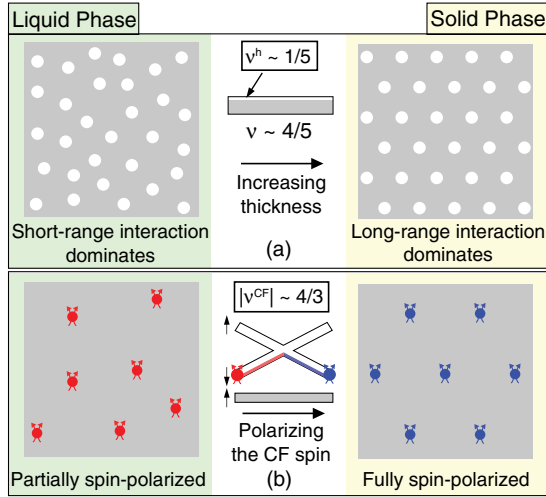 Liquid Phase
Solid Phase
νʰ ~ 1/5
ν ~ 4/5
Increasing
thickness
Short-range interaction
dominates
(a)
Long-range interaction
dominates
|νᶜᶠ| ~ 4/3
Polarizing
the CF spin
Partially spin-polarized
(b)
Fully spin-polarized